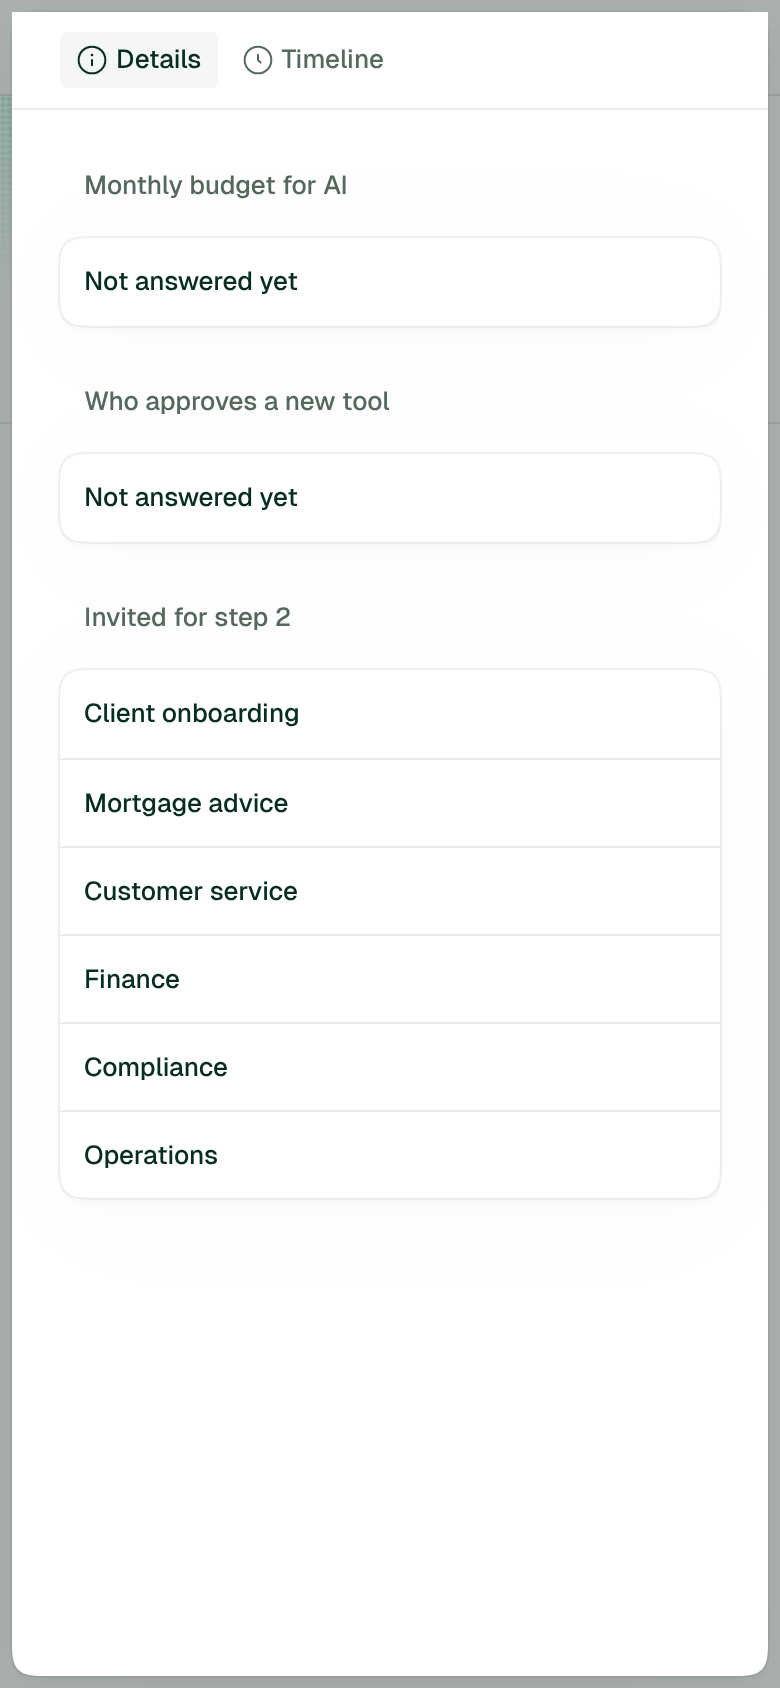 Details
Timeline
Monthly budget for AI
Not answered yet
Who approves a new tool
Not answered yet
Invited for step 2
Client onboarding
Mortgage advice
Customer service
Finance
Compliance
Operations